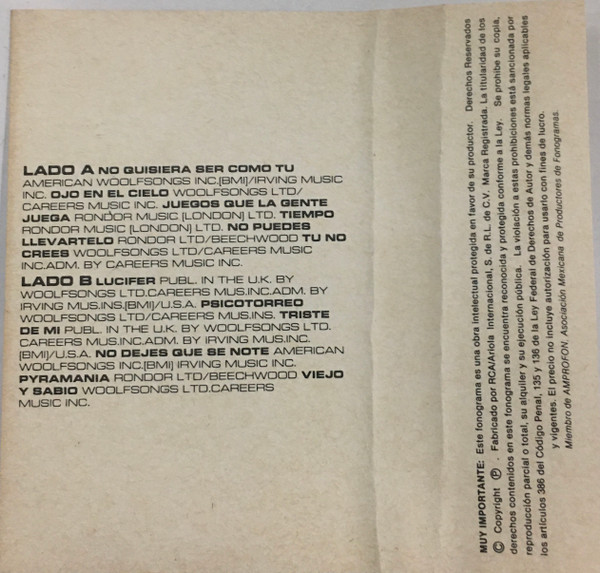 LADO A NO QUISIERA SER COMO TU
AMERICAN WOOLFSONGS INC.[BMI]/IRVING MUSIC
INC. OJO EN EL CIELO WOOLFSONGS LTD/
CAREERS MUSIC INC. JUEGOS QUE LA GENTE
JUEGA RONDOR MUSIC [LONDON] LTD. TIEMPO
RONDOR MUSIC [LONDON] LTD. NO PUEDES
LLEVARTELO RONDOR LTD/BEECHWOOD TU NO
CREES WOOLFSONGS LTD/CAREERS MUSIC
INC.ADM. BY CAREERS MUSIC INC.
LADO B LUCIFER PUBL. IN THE U.K. BY
WOOLFSONGS LTD.CAREERS MUS.INC.ADM. BY
IRVING MUS.INS.[BMI]/U.S.A. PSICOTORREO
WOOLFSONGS LTD/CAREERS MUS.INS. TRISTE
DE MI PUBL. IN THE U.K. BY WOOLFSONGS LTD.
CAREERS MUS.INC.ADM. BY IRVING MUS.INC.
[BMI]/U.S.A. NO DEJES QUE SE NOTE AMERICAN
WOOLFSONGS INC.[BMI] IRVING MUSIC INC.
PYRAMANIA RONDOR LTD/BEECHWOOD VIEJO
Y SABIO WOOLFSONGS LTD.CAREERS
MUSIC INC.
MUY IMPORTANTE: Este fonograma es una obra intelectual protegida en favor de su productor. Derechos Reservados
© Copyright Ⓟ. Fabricado por RCA/Ariola Internacional, S. de R.L. de C.V. Marca Registrada. La titularidad de los
derechos contenidos en este fonograma se encuentra reconocida y protegida conforme a la Ley. Se prohibe su copia,
reproducción parcial o total, su alquiler y su ejecución pública. La violación a estas prohibiciones está sancionada por
los artículos 386 del Código Penal, 135 y 136 de la Ley Federal de Derechos de Autor y demás normas legales aplicables
y vigentes. El precio no incluye autorización para usarlo con fines de lucro.
Miembro de AMPROFON. Asociación Mexicana de Productores de Fonogramas.